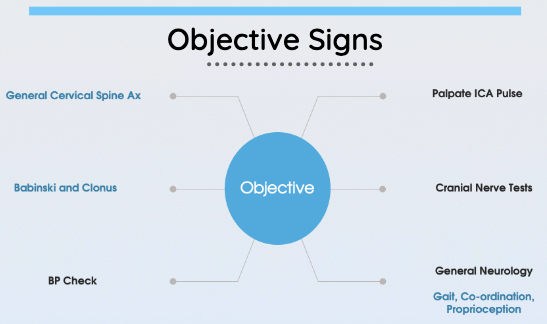 Objective Signs
General Cervical Spine Ax
Palpate ICA Pulse
Babinski and Clonus
Objective
Cranial Nerve Tests
BP Check
General Neurology
Gait, Co-ordination,
Proprioception